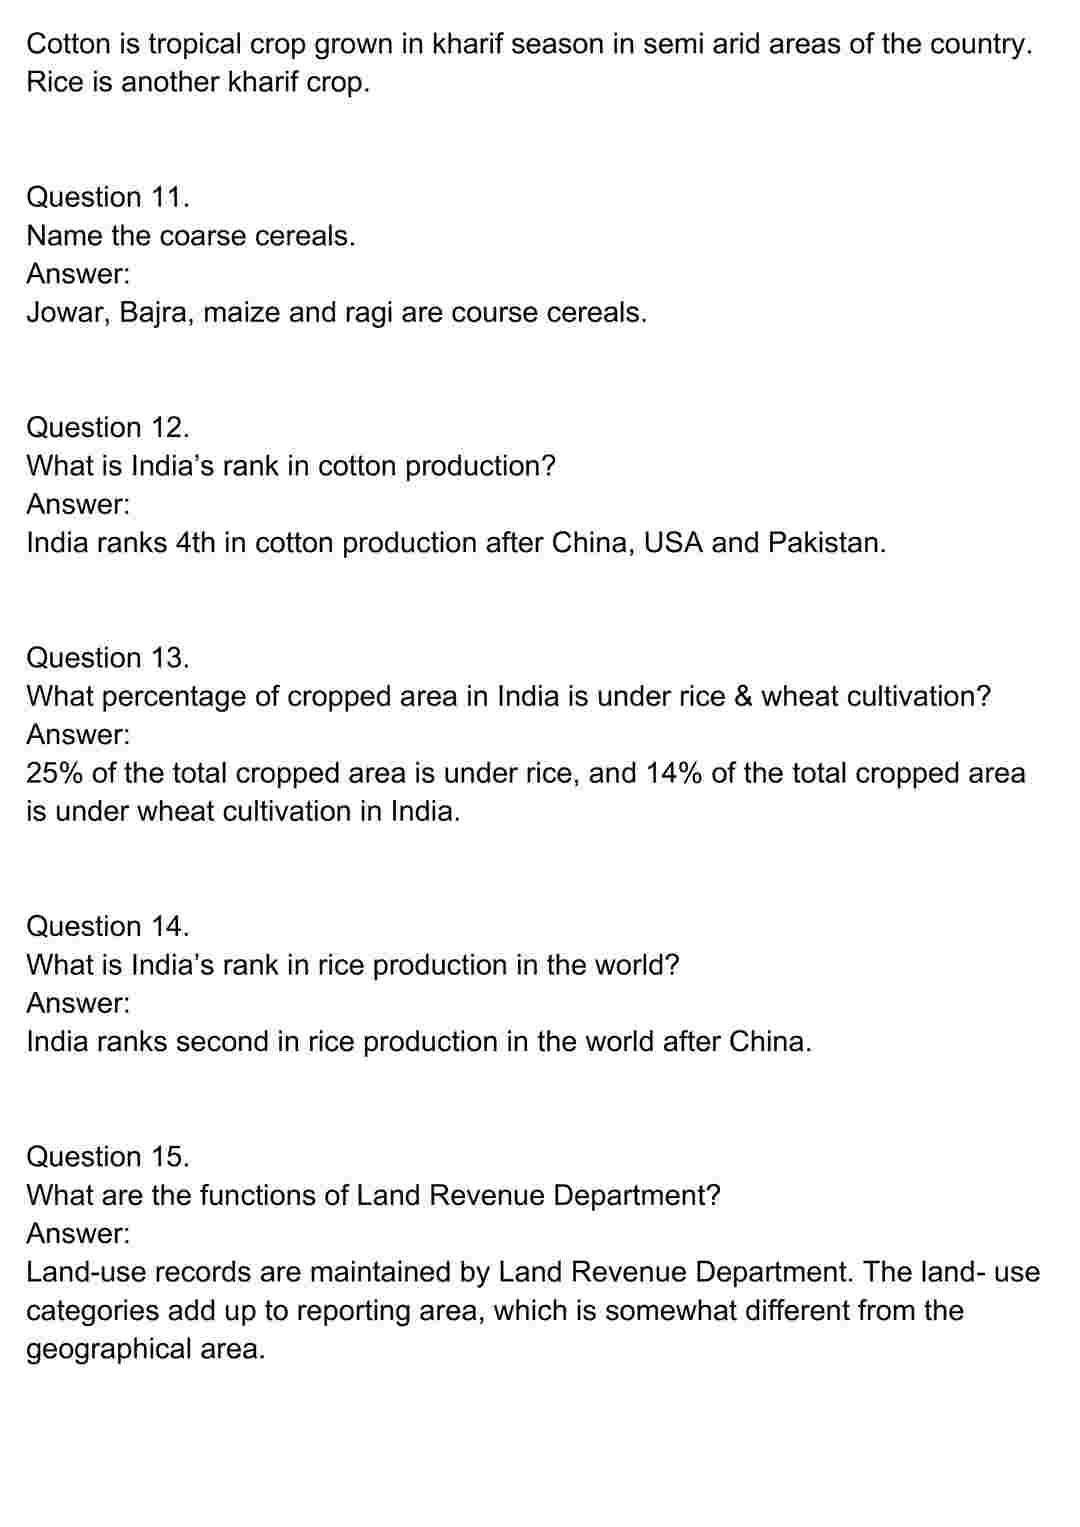 Cotton is tropical crop grown in kharif season in semi arid areas of the country.
Rice is another kharif crop.
Question 11.
Name the coarse cereals.
Answer:
Jowar, Bajra, maize and ragi are course cereals.
Question 12.
What is India's rank in cotton production?
Answer:
India ranks 4th in cotton production after China, USA and Pakistan.
Question 13.
What percentage of cropped area in India is under rice & wheat cultivation?
Answer:
25% of the total cropped area is under rice, and 14% of the total cropped area
is under wheat cultivation in India.
Question 14.
What is India's rank in rice production in the world?
Answer:
India ranks second in rice production in the world after China.
Question 15.
What are the functions of Land Revenue Department?
Answer:
Land-use records are maintained by Land Revenue Department. The land- use
categories add up to reporting area, which is somewhat different from the
geographical area.